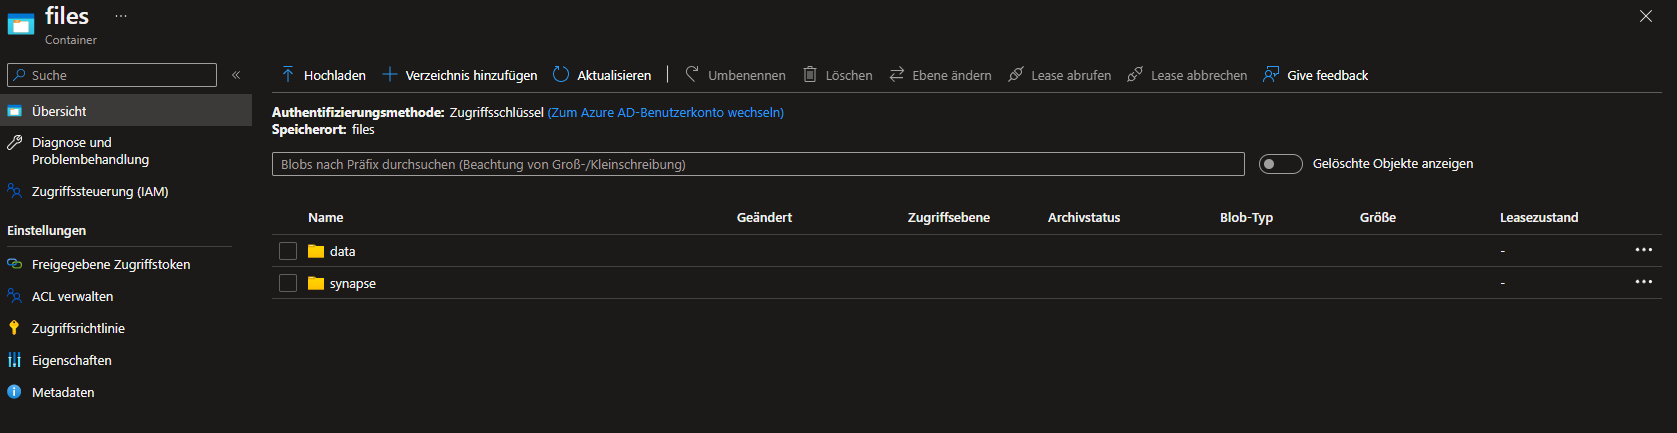 files ...
Container
Suche «
Hochladen Verzeichnis hinzufügen Aktualisieren | Umbenennen Löschen Ebene ändern Lease abrufen Lease abbrechen Give feedback
Übersicht
Diagnose und
Problembehandlung
Zugriffssteuerung (IAM)
Einstellungen
Freigegebene Zugriffstoken
ACL verwalten
Zugriffsrichtlinie
Eigenschaften
Metadaten
Authentifizierungsmethode: Zugriffsschlüssel (Zum Azure AD-Benutzerkonto wechseln)
Speicherort: files
Blobs nach Präfix durchsuchen (Beachtung von Groß-/Kleinschreibung)
Gelöschte Objekte anzeigen
Name Geändert Zugriffsebene Archivstatus Blob-Typ Größe Leasezustand
data - ...
synapse - ...